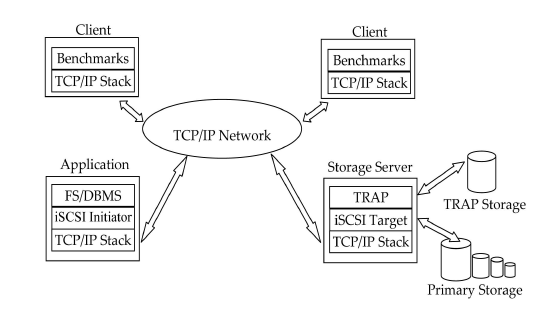 Client
Benchmarks
TCP/IP Stack
Client
Benchmarks
TCP/IP Stack
TCP/IP Network
Application
FS/DBMS
iSCSI Initiator
TCP/IP Stack
Storage Server
TRAP
iSCSI Target
TCP/IP Stack
TRAP Storage
Primary Storage